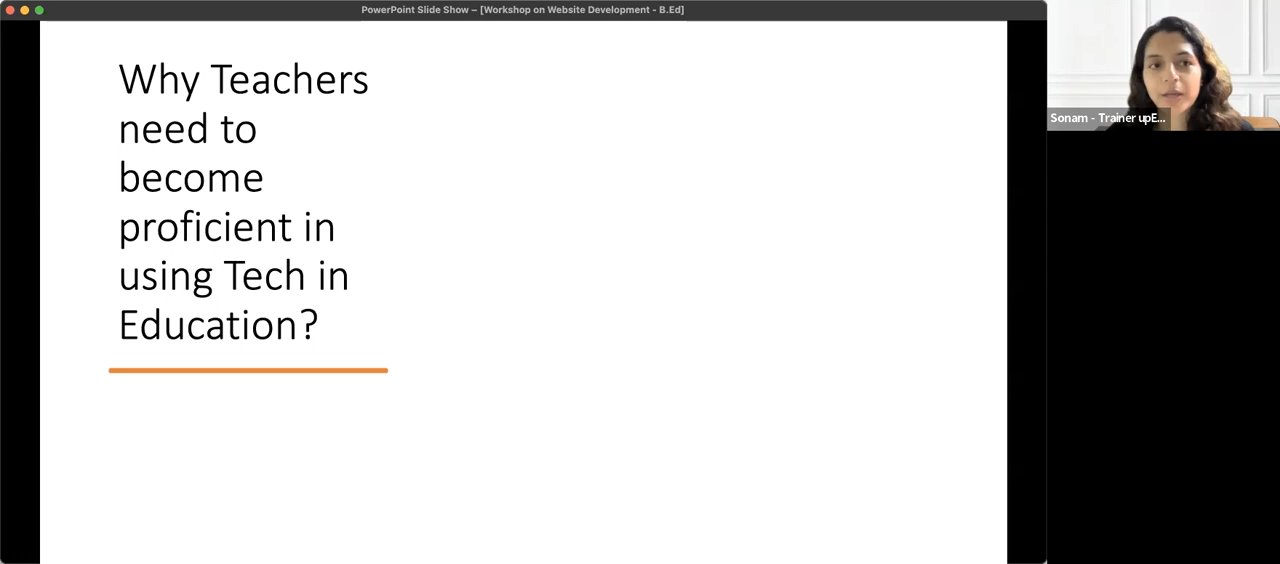 PowerPoint Slide Show – [Workshop on Website Development - B.Ed]
Why Teachers
need to
become
proficient in
using Tech in
Education?
Sonam - Trainer upE...